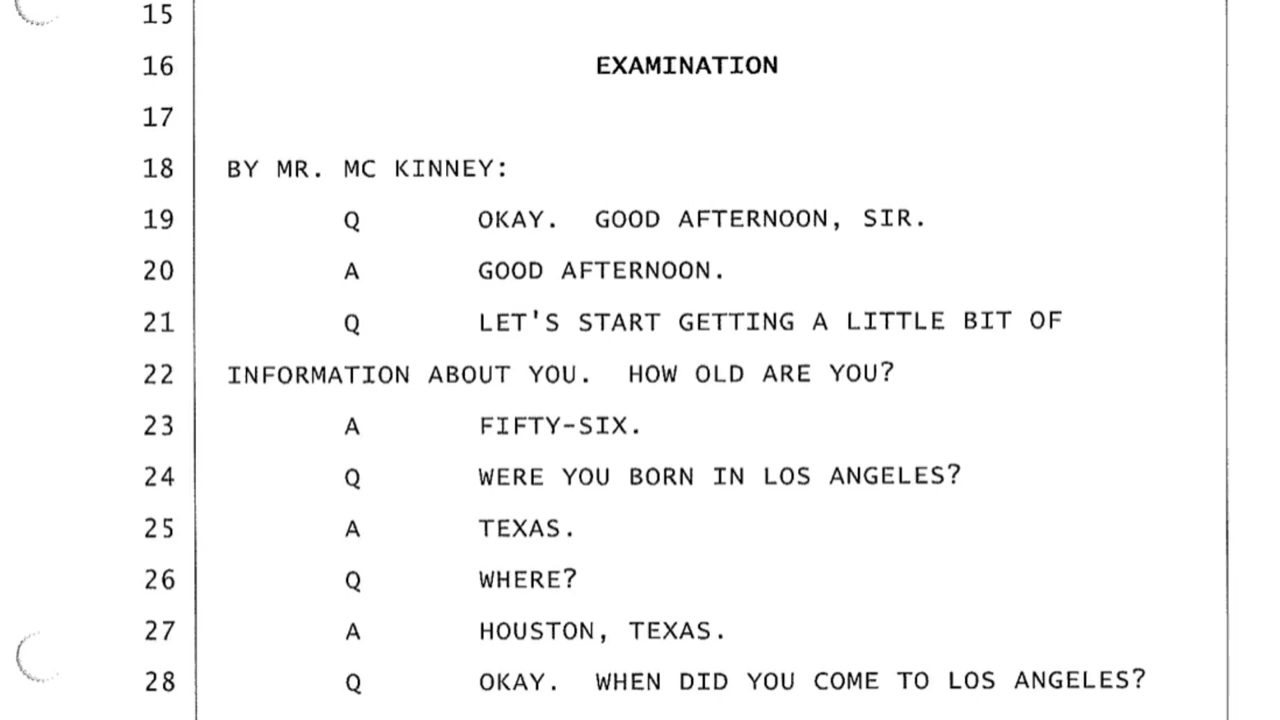 15
16 EXAMINATION
17
18 BY MR. MC KINNEY:
19 Q OKAY. GOOD AFTERNOON, SIR.
20 A GOOD AFTERNOON.
21 Q LET'S START GETTING A LITTLE BIT OF
22 INFORMATION ABOUT YOU. HOW OLD ARE YOU?
23 A FIFTY-SIX.
24 Q WERE YOU BORN IN LOS ANGELES?
25 A TEXAS.
26 Q WHERE?
27 A HOUSTON, TEXAS.
28 Q OKAY. WHEN DID YOU COME TO LOS ANGELES?